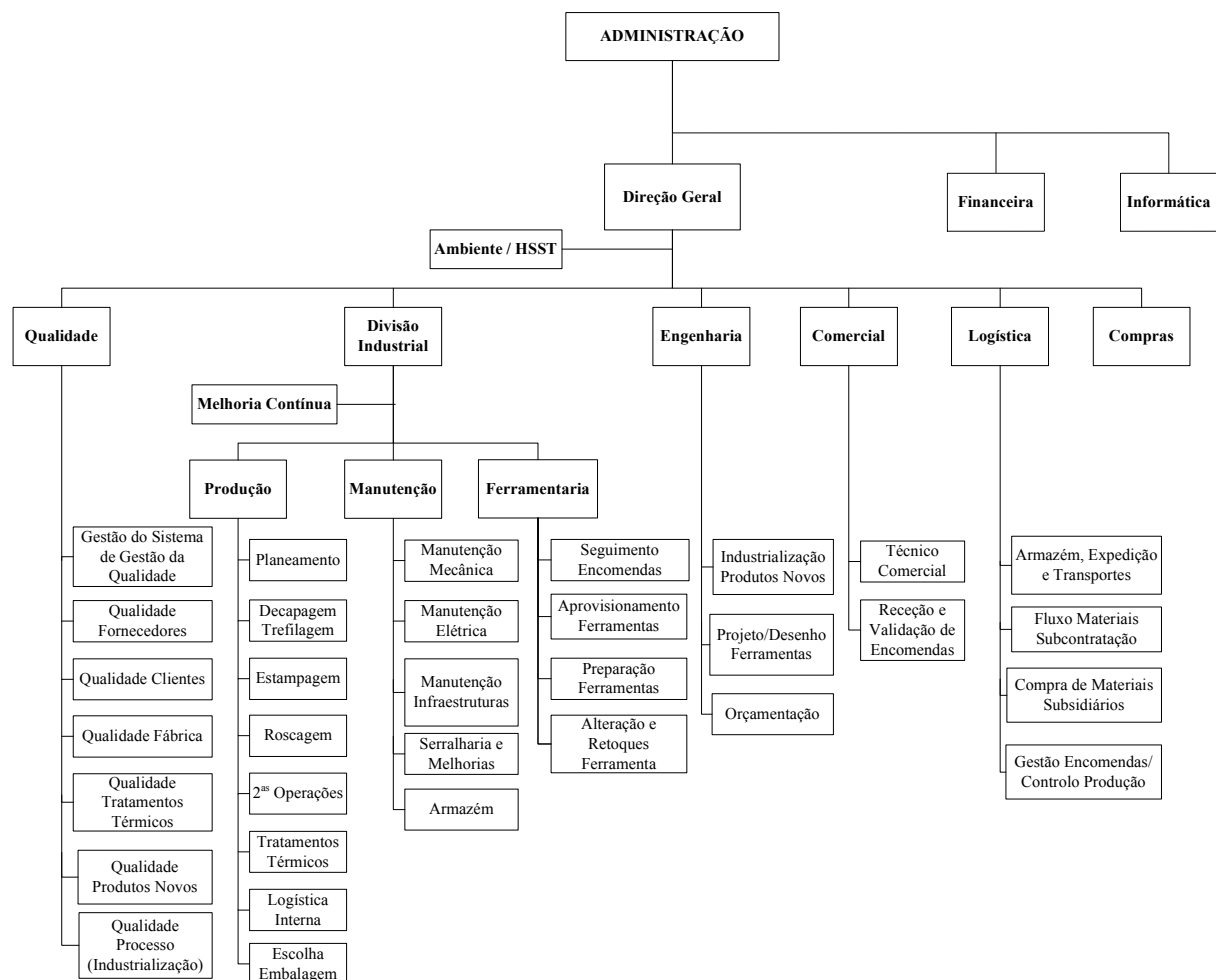 ADMINISTRAÇÃO
Direção Geral
Financeira
Informática
Ambiente / HSST
Qualidade
Divisão
Industrial
Engenharia
Comercial
Logística
Compras
Melhoria Contínua
Produção
Manutenção
Ferramentaria
Gestão do Sistema
de Gestão da
Qualidade
Qualidade
Fornecedores
Qualidade Clientes
Qualidade Fábrica
Qualidade
Tratamentos
Térmicos
Qualidade
Produtos Novos
Qualidade
Processo
(Industrialização)
Planeamento
Decapagem
Trefilagem
Estampagem
Roscagem
2as Operações
Tratamentos
Térmicos
Logística
Interna
Escolha
Embalagem
Manutenção
Mecânica
Manutenção
Elétrica
Manutenção
Infraestruturas
Serralharia e
Melhorias
Armazém
Seguimento
Encomendas
Aprovisionamento
Ferramentas
Preparação
Ferramentas
Alteração e
Retoques
Ferramenta
Industrialização
Produtos Novos
Projeto/Desenho
Ferramentas
Orçamentação
Técnico
Comercial
Receção e
Validação de
Encomendas
Armazém, Expedição
e Transportes
Fluxo Materiais
Subcontratação
Compra de Materiais
Subsidiários
Gestão Encomendas/
Controlo Produção